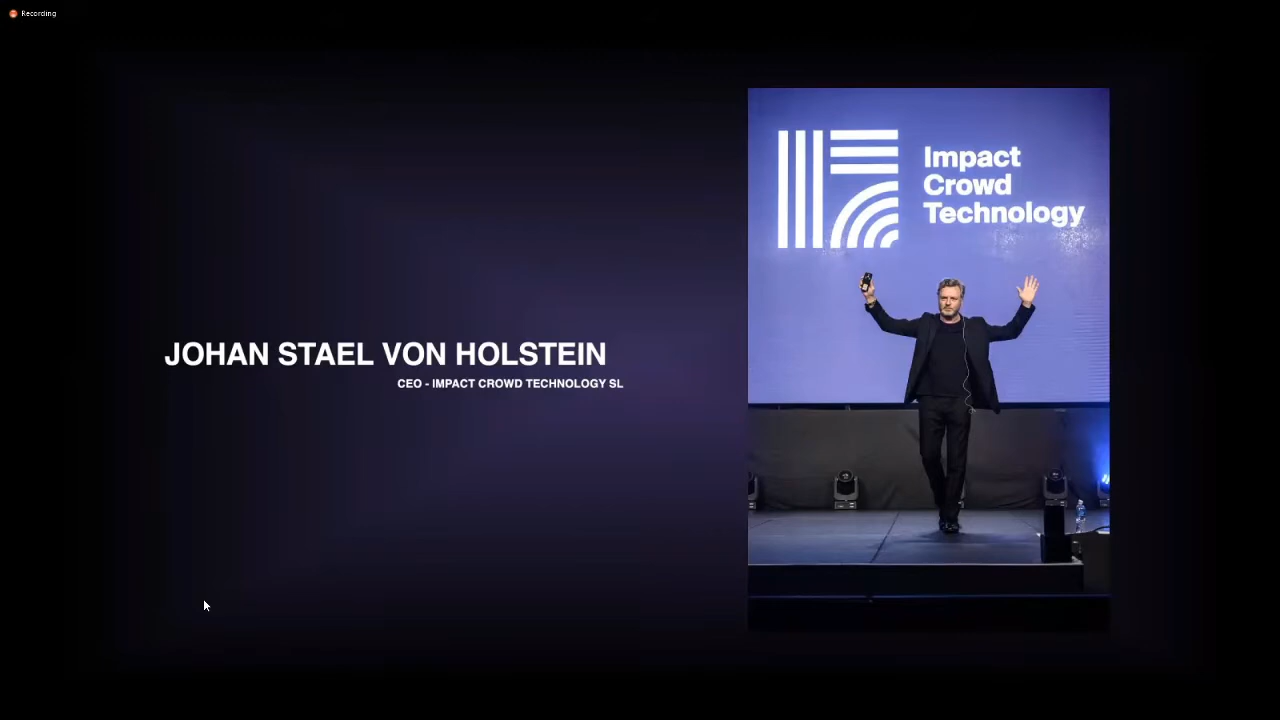 Recording
Impact
Crowd
Technology
JOHAN STAEL VON HOLSTEIN
CEO - IMPACT CROWD TECHNOLOGY SL